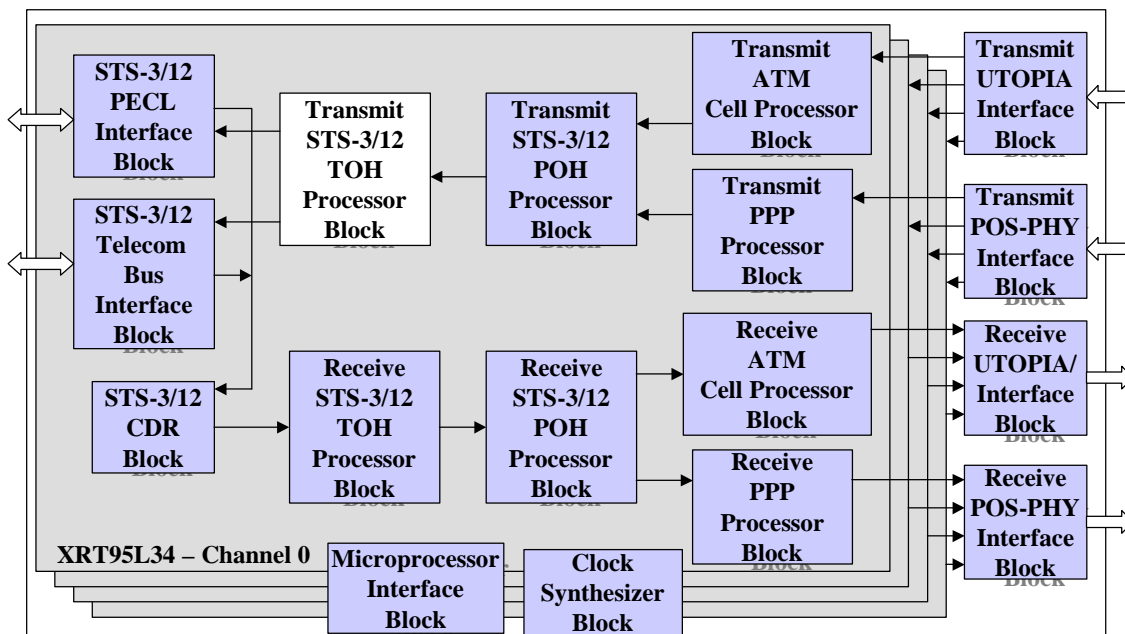 STS-3/12
PECL
Interface
Block
Transmit
STS-3/12
TOH
Processor
Block
Transmit
STS-3/12
POH
Processor
Block
Transmit
ATM
Cell Processor
Block
Transmit
UTOPIA
Interface
Block
STS-3/12
Telecom
Bus
Interface
Block
Transmit
PPP
Processor
Block
Transmit
POS-PHY
Interface
Block
STS-3/12
CDR
Block
Receive
STS-3/12
TOH
Processor
Block
Receive
STS-3/12
POH
Processor
Block
Receive
ATM
Cell Processor
Block
Receive
UTOPIA/
Interface
Block
Receive
PPP
Processor
Block
Receive
POS-PHY
Interface
Block
XRT95L34 – Channel 0
Microprocessor
Interface
Block
Clock
Synthesizer
Block